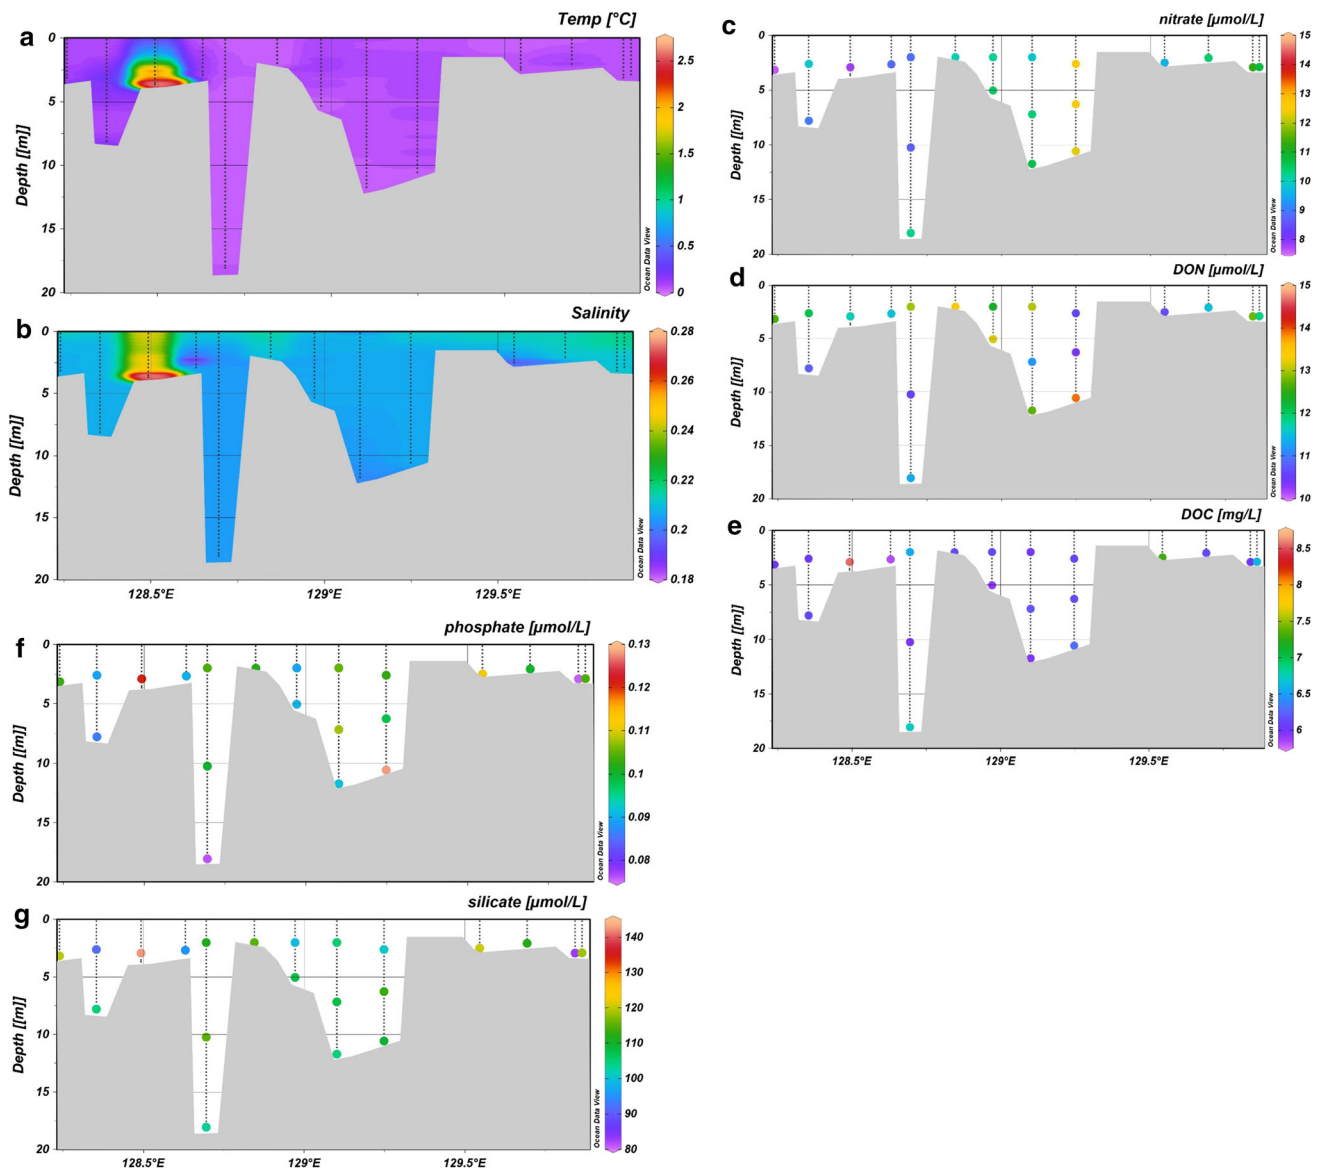 a
Temp [°C]
Depth [[m]]
0
5
10
15
20
2.5
2
1.5
1
0.5
0
Ocean Data View
b
Salinity
Depth [[m]]
0
5
10
15
20
128.5°E
129°E
129.5°E
0.28
0.26
0.24
0.22
0.2
0.18
Ocean Data View
c
nitrate [µmol/L]
Depth [[m]]
0
5
10
15
20
15
14
13
12
11
10
9
8
Ocean Data View
d
DON [µmol/L]
Depth [[m]]
0
5
10
15
20
15
14
13
12
11
10
Ocean Data View
e
DOC [mg/L]
Depth [[m]]
0
5
10
15
20
128.5°E
129°E
129.5°E
8.5
8
7.5
7
6.5
6
Ocean Data View
f
phosphate [µmol/L]
Depth [[m]]
0
5
10
15
20
128.5°E
129°E
129.5°E
0.13
0.12
0.11
0.1
0.09
0.08
Ocean Data View
g
silicate [µmol/L]
Depth [[m]]
0
5
10
15
20
128.5°E
129°E
129.5°E
140
130
120
110
100
90
80
Ocean Data View